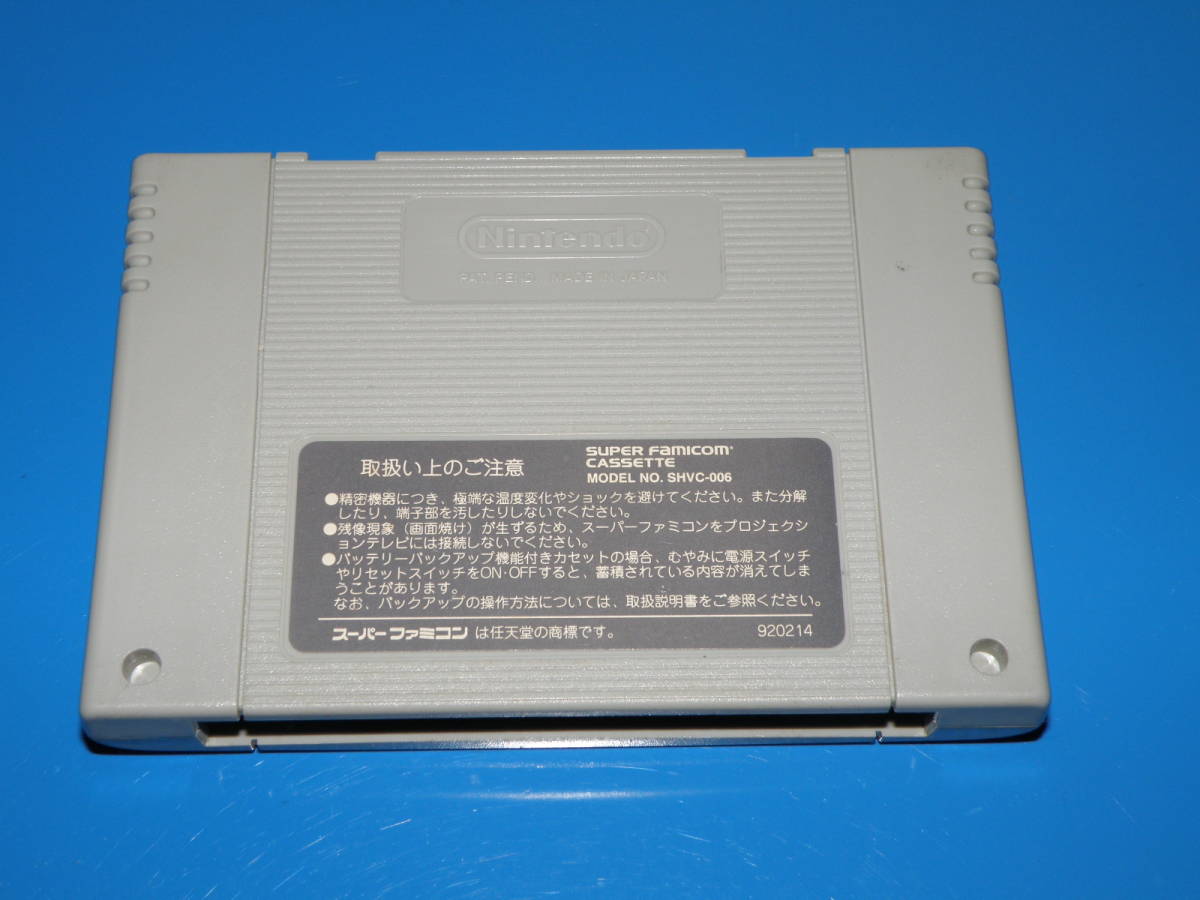 Nintendo
PAT. PEND. MADE IN JAPAN
取扱い上のご注意
SUPER FAMICOM
CASSETTE
MODEL NO. SHVC-006
●精密機器につき、極端な温度変化やショックを避けてください。また分解
したり、端子部を汚したりしないでください。
●残像現象（画面焼け）が生ずるため、スーパーファミコンをプロジェクシ
ョンテレビには接続しないでください。
●バッテリーバックアップ機能付きカセットの場合、むやみに電源スイッチ
やリセットスイッチをON・OFFすると、蓄積されている内容が消えてしま
うことがあります。
なお、バックアップの操作方法については、取扱説明書をご参照ください。
スーパーファミコン は任天堂の商標です。
920214